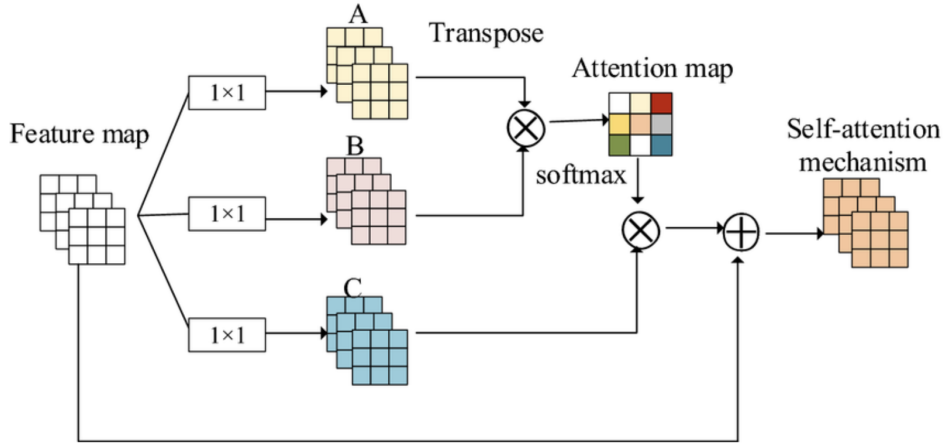 A
Transpose
Attention map
1×1
Feature map
B
Self-attention
mechanism
softmax
1×1
C
1×1